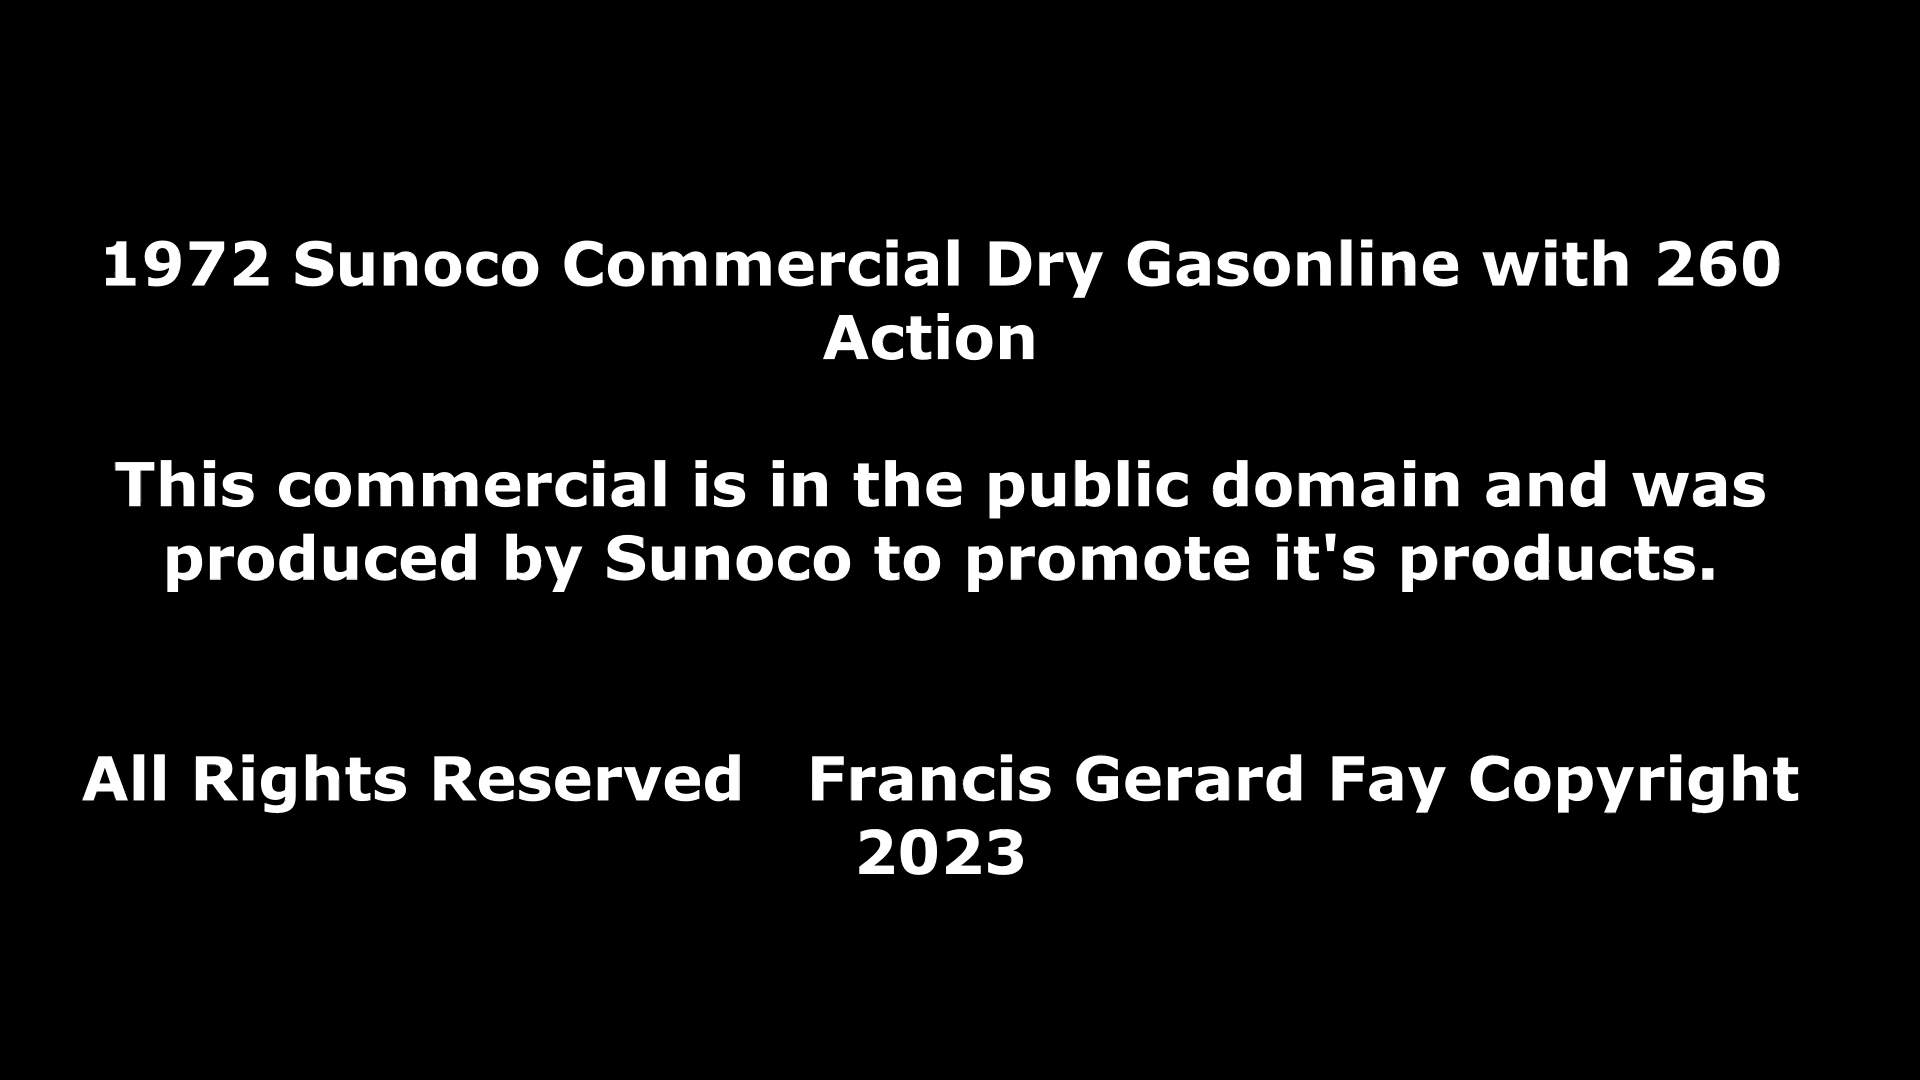 1972 Sunoco Commercial Dry Gasonline with 260
Action
This commercial is in the public domain and was
produced by Sunoco to promote it's products.
All Rights Reserved   Francis Gerard Fay Copyright
2023